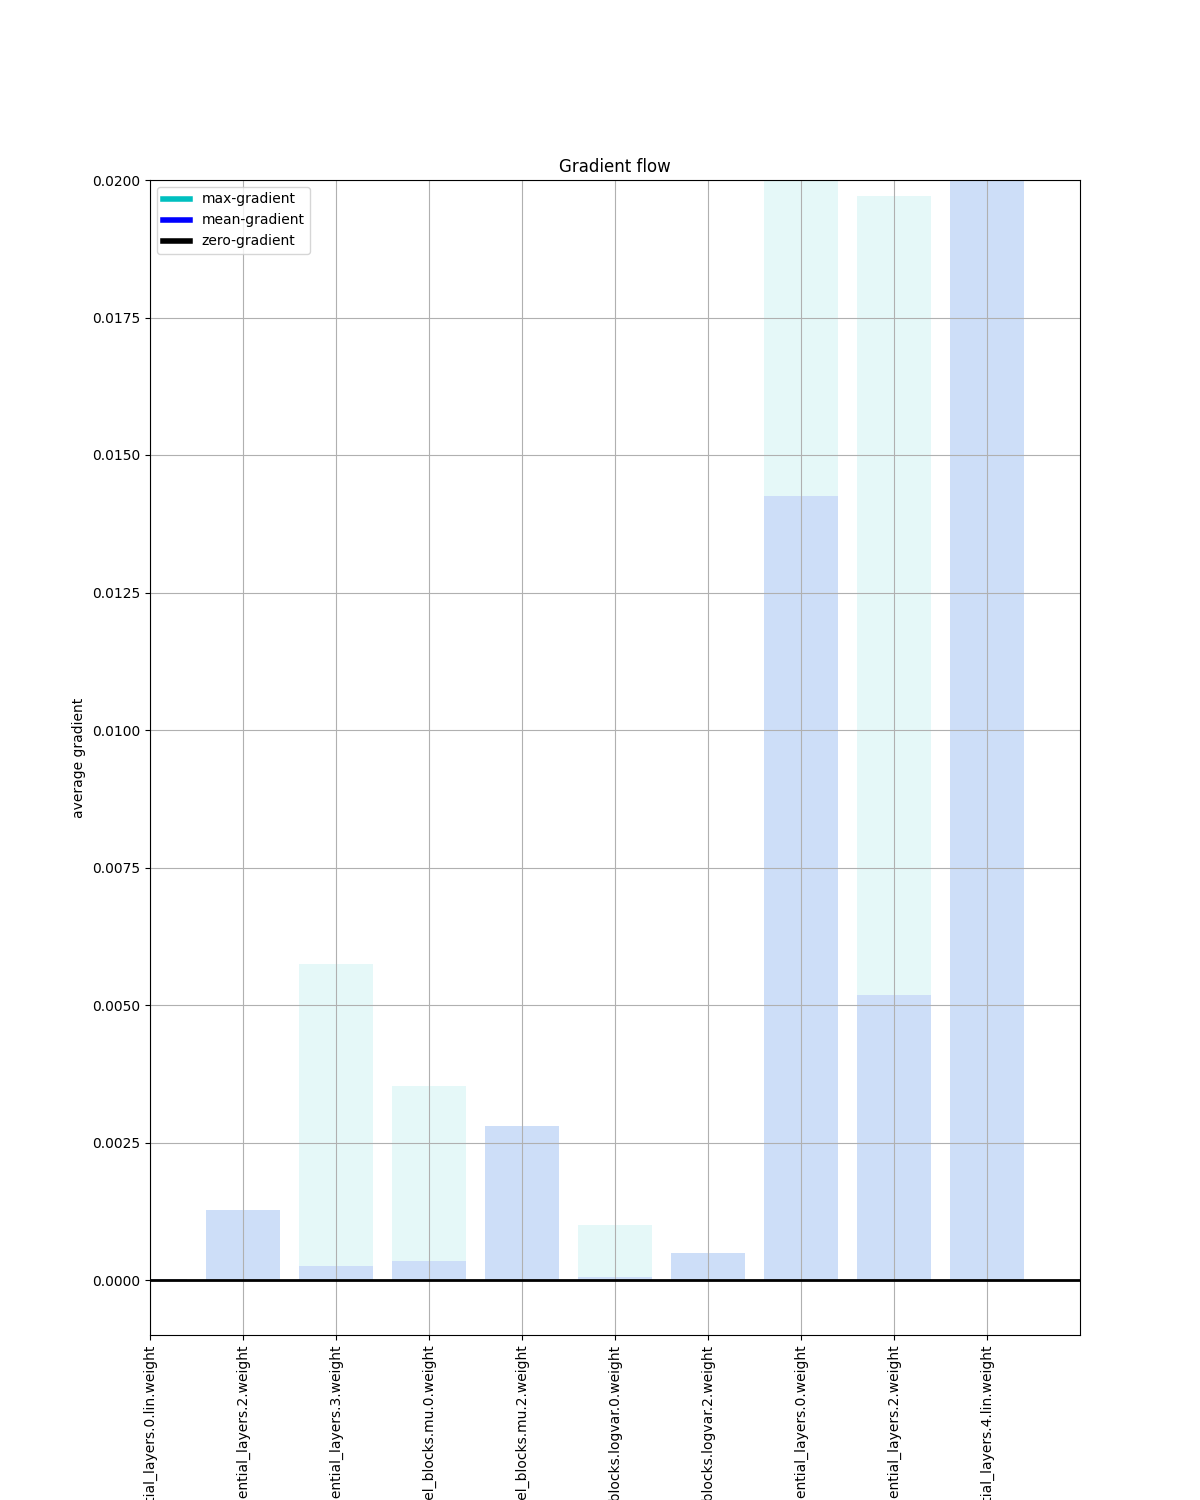 Gradient flow
max-gradient
mean-gradient
zero-gradient
0.0200
0.0175
0.0150
0.0125
0.0100
0.0075
0.0050
0.0025
0.0000
average gradient
tial_layers.0.lin.weight
ential_layers.2.weight
ential_layers.3.weight
el_blocks.mu.0.weight
el_blocks.mu.2.weight
blocks.logvar.0.weight
blocks.logvar.2.weight
ential_layers.0.weight
ential_layers.2.weight
tial_layers.4.lin.weight